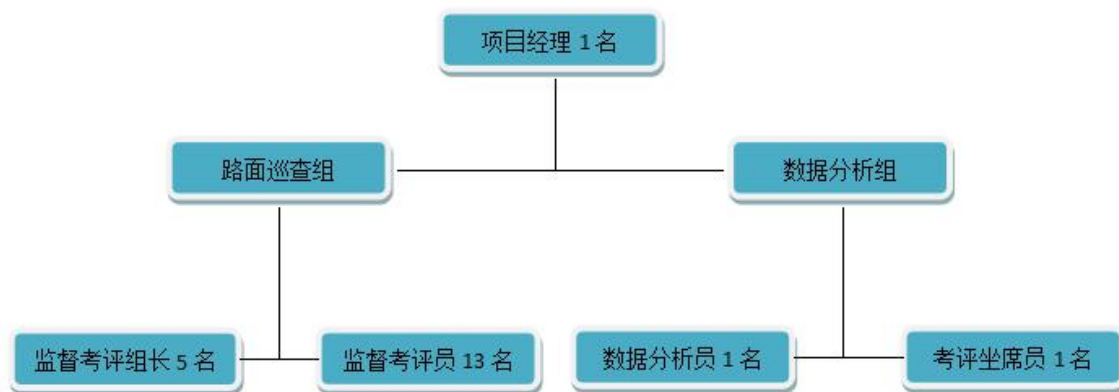 项目经理 1 名
路面巡查组
数据分析组
监督考评组长 5 名
监督考评员 13 名
数据分析员 1 名
考评坐席员 1 名